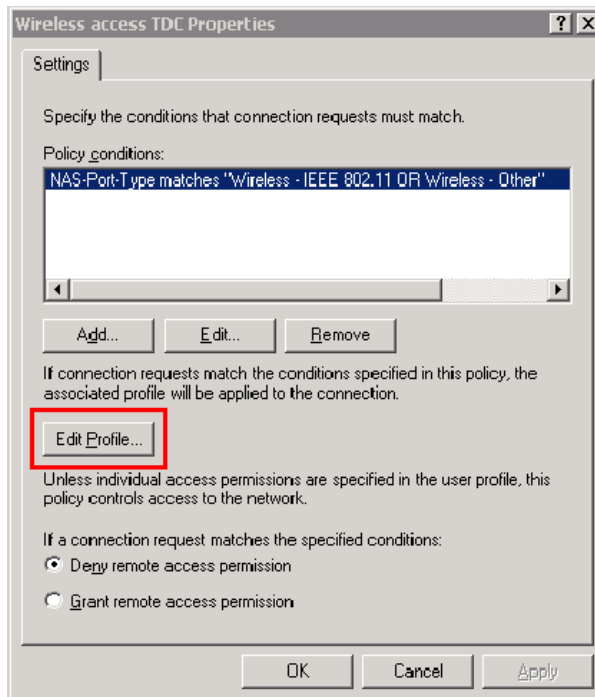 Wireless access TDC Properties
Settings
Specify the conditions that connection requests must match.
Policy conditions:
NAS-Port-Type matches "Wireless - IEEE 802.11 OR Wireless - Other"
Add... Edit... Remove
If connection requests match the conditions specified in this policy, the
associated profile will be applied to the connection.
Edit Profile...
Unless individual access permissions are specified in the user profile, this
policy controls access to the network.
If a connection request matches the specified conditions:
Deny remote access permission
Grant remote access permission
OK Cancel Apply